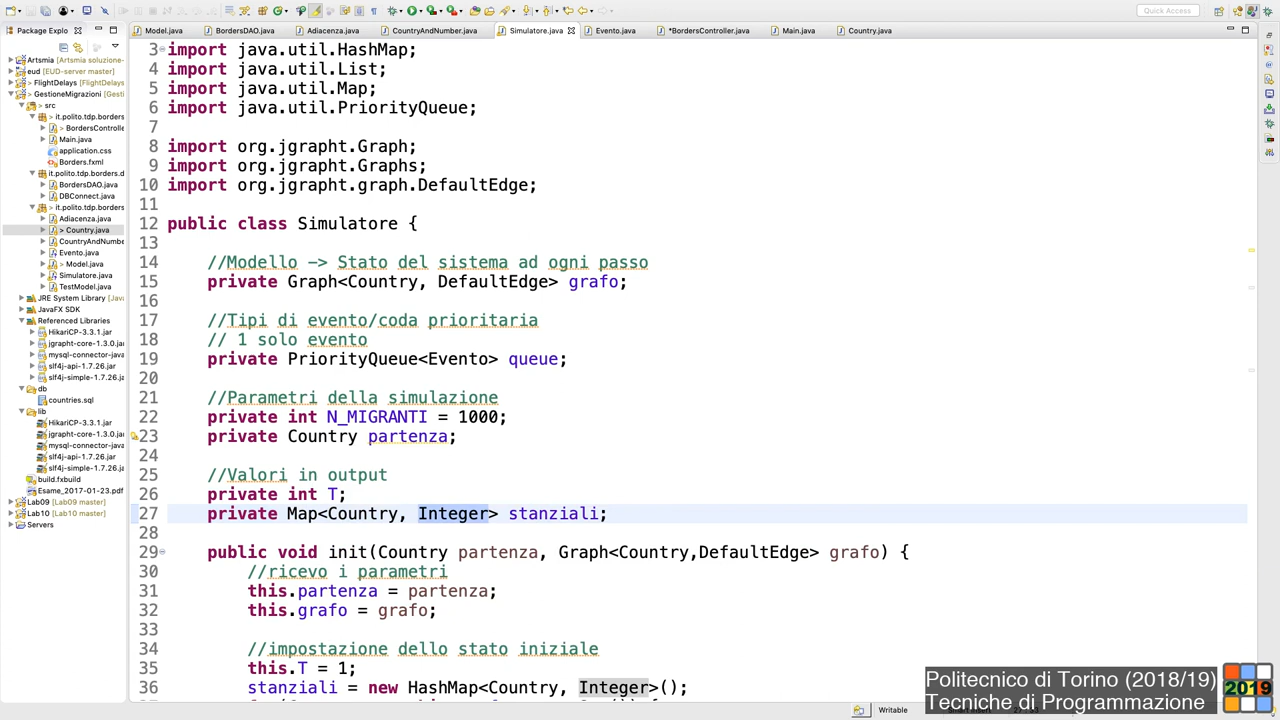 Quick Access
Package Explo
Model.java
BordersDAO.java
Adiacenza.java
CountryAndNumber.java
Simulatore.java
Evento.java
*BordersController.java
Main.java
Country.java
Artsmia (Artsmia soluzione-
eud (EUD-server master)
> FlightDelays (FlightDelays
> GestioneMigrazioni (Gesti
> src
> it.polito.tdp.borders
> BordersControlle
Main.java
application.css
Borders.fxml
it.polito.tdp.borders
BordersDAO.java
DBConnect.java
> it.polito.tdp.borders
Adiacenza.java
> Country.java
CountryAndNumbe
Evento.java
> Model.java
Simulatore.java
TestModel.java
JRE System Library [Java
JavaFX SDK
Referenced Libraries
HikariCP-3.3.1.jar
jgrapht-core-1.3.0.jar
mysql-connector-java
slf4j-api-1.7.26.jar
slf4j-simple-1.7.26.ja
db
countries.sql
lib
HikariCP-3.3.1.jar
jgrapht-core-1.3.0.jar
mysql-connector-java
slf4j-api-1.7.26.jar
slf4j-simple-1.7.26.ja
build.fxbuild
Esame_2017-01-23.pdf
Lab09 (Lab09 master)
Lab10 (Lab10 master)
Servers
3 import java.util.HashMap;
4 import java.util.List;
5 import java.util.Map;
6 import java.util.PriorityQueue;
7
8 import org.jgrapht.Graph;
9 import org.jgrapht.Graphs;
10 import org.jgrapht.graph.DefaultEdge;
11
12 public class Simulatore {
13
14 //Modello -> Stato del sistema ad ogni passo
15 private Graph<Country, DefaultEdge> grafo;
16
17 //Tipi di evento/coda prioritaria
18 // 1 solo evento
19 private PriorityQueue<Evento> queue;
20
21 //Parametri della simulazione
22 private int N_MIGRANTI = 1000;
23 private Country partenza;
24
25 //Valori in output
26 private int T;
27 private Map<Country, Integer> stanziali;
28
29 public void init(Country partenza, Graph<Country,DefaultEdge> grafo) {
30 //ricevo i parametri
31 this.partenza = partenza;
32 this.grafo = grafo;
33
34 //impostazione dello stato iniziale
35 this.T = 1;
36 stanziali = new HashMap<Country, Integer>();
Politecnico di Torino (2018/19)
Tecniche di Programmazione
2019
Writable